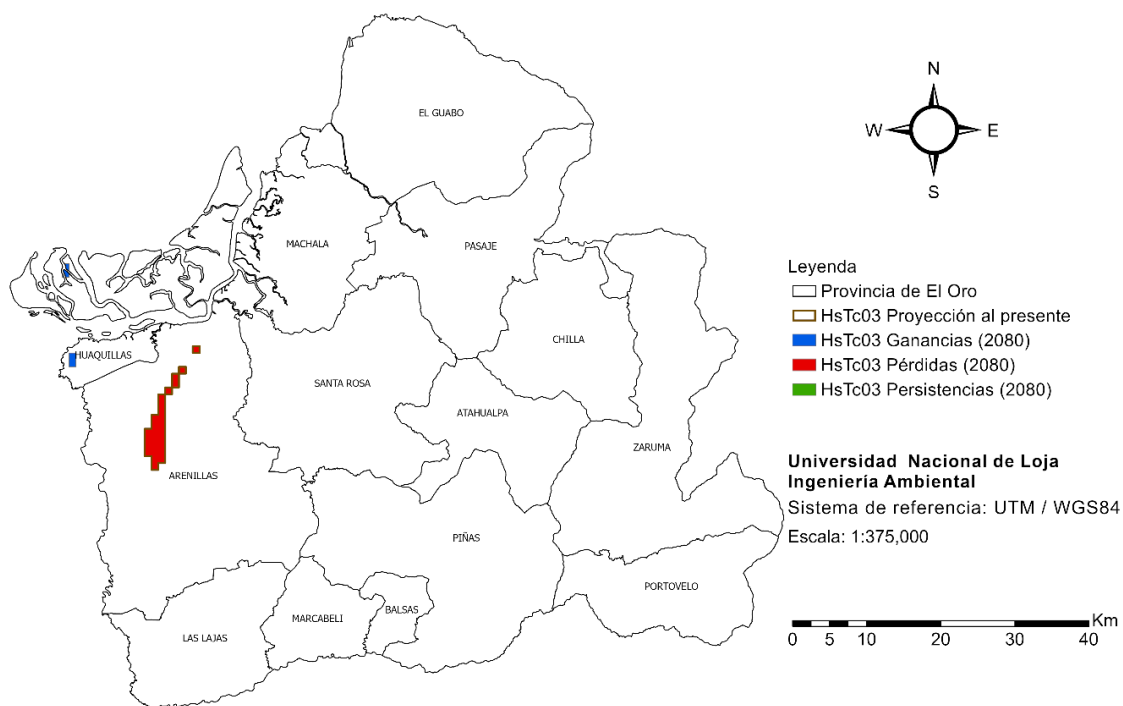 EL GUABO
MACHALA
PASAJE
HUAQUILLAS
CHILLA
SANTA ROSA
ATAHUALPA
ZARUMA
ARENILLAS
PIÑAS
PORTOVELO
BALSAS
MARCABELI
LAS LAJAS
N
W
E
S
Leyenda
Provincia de El Oro
HsTc03 Proyección al presente
HsTc03 Ganancias (2080)
HsTc03 Pérdidas (2080)
HsTc03 Persistencias (2080)
Universidad Nacional de Loja
Ingeniería Ambiental
Sistema de referencia: UTM / WGS84
Escala: 1:375,000
Km
0 5 10 20 30 40